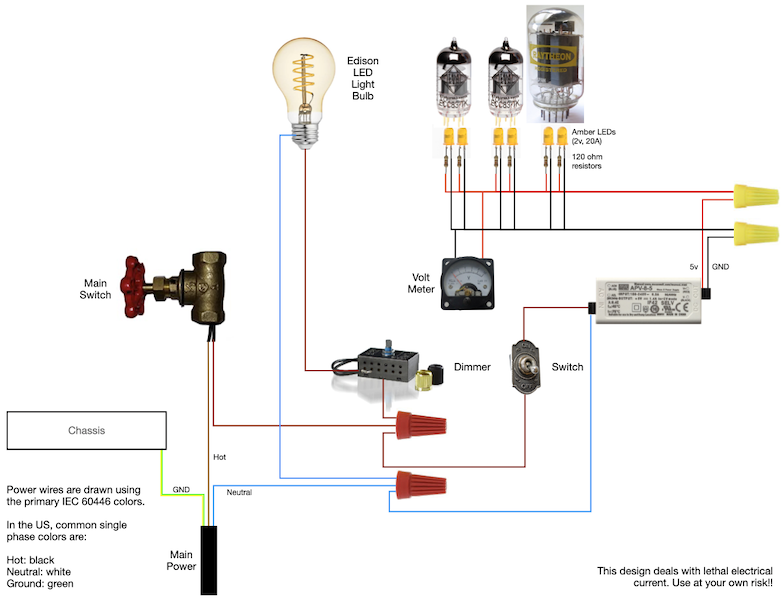 Edison
LED
Light
Bulb
RAYTHEON
ECC83
Amber LEDs
(2v, 20A)
120 ohm
resistors
Main
Switch
Volt
Meter
5v
GND
APV-8-5
Dimmer
Switch
Chassis
Hot
GND
Neutral
Power wires are drawn using
the primary IEC 60446 colors.
In the US, common single
phase colors are:
Hot: black
Neutral: white
Ground: green
Main
Power
This design deals with lethal electrical
current. Use at your own risk!!